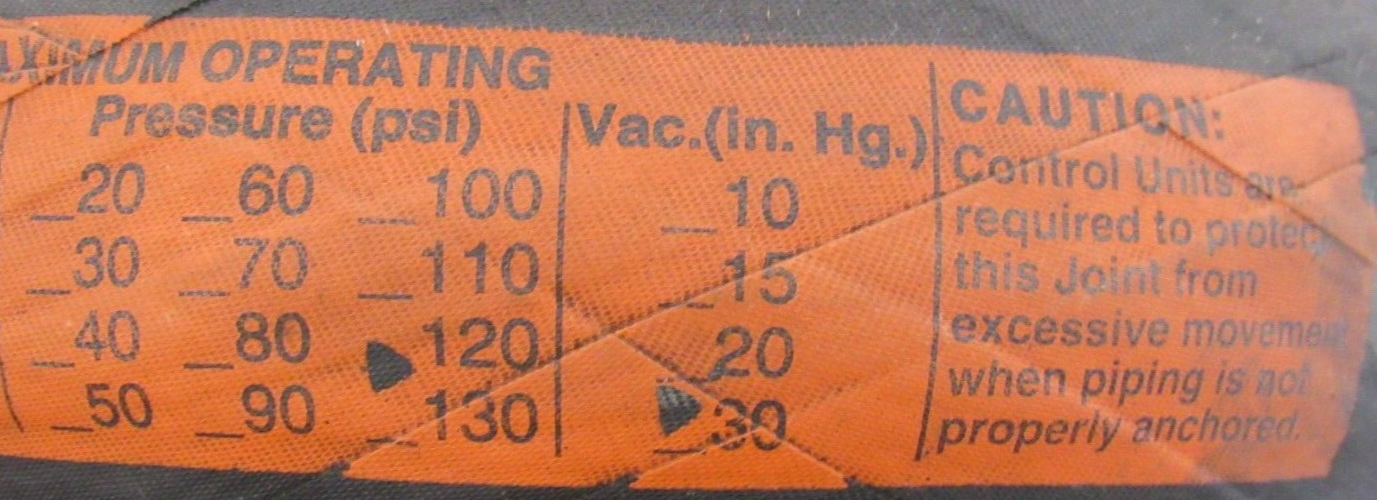 AXIMUM OPERATING
Pressure (psi)
_20 _60 _100
_30 _70 _110
_40 _80 120
_50 _90 _130
Vac.(in. Hg.)
_10
_15
_20
_30
CAUTION:
Control Units are
required to protect
this Joint from
excessive movement
when piping is not
properly anchored.